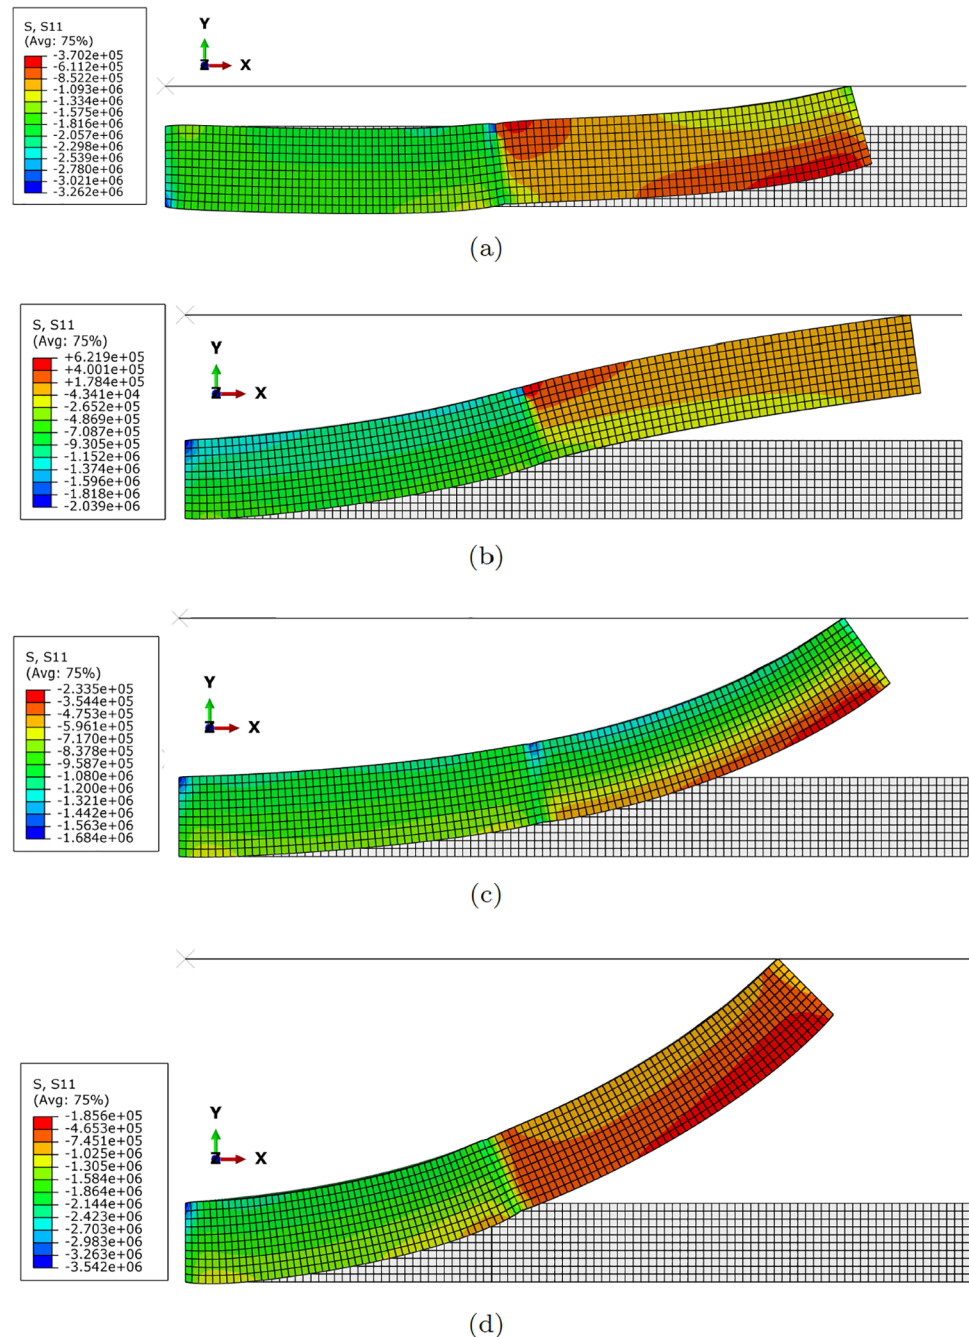 S, S11
(Avg: 75%)
-3.702e+05
-6.112e+05
-8.522e+05
-1.093e+06
-1.334e+06
-1.575e+06
-1.816e+06
-2.057e+06
-2.298e+06
-2.539e+06
-2.780e+06
-3.021e+06
-3.262e+06
Y
Z
X
(a)
S, S11
(Avg: 75%)
+6.219e+05
+4.001e+05
+1.784e+05
-4.341e+04
-2.652e+05
-4.869e+05
-7.087e+05
-9.305e+05
-1.152e+06
-1.374e+06
-1.596e+06
-1.818e+06
-2.039e+06
Y
Z
X
(b)
S, S11
(Avg: 75%)
-2.335e+05
-3.544e+05
-4.753e+05
-5.961e+05
-7.170e+05
-8.378e+05
-9.587e+05
-1.080e+06
-1.200e+06
-1.321e+06
-1.442e+06
-1.563e+06
-1.684e+06
Y
Z
X
(c)
S, S11
(Avg: 75%)
-1.856e+05
-4.653e+05
-7.451e+05
-1.025e+06
-1.305e+06
-1.584e+06
-1.864e+06
-2.144e+06
-2.423e+06
-2.703e+06
-2.983e+06
-3.263e+06
-3.542e+06
Y
Z
X
(d)